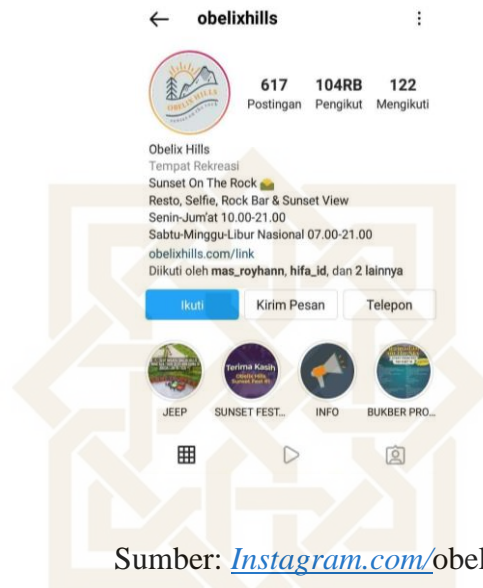 obelixhills
OBELIX HILLS
617 104RB 122
Postingan Pengikut Mengikuti
Obelix Hills
Tempat Rekreasi
Sunset On The Rock
Resto, Selfie, Rock Bar & Sunset View
Senin-Jum'at 10.00-21.00
Sabtu-Minggu-Libur Nasional 07.00-21.00
obelixhills.com/link
Diikuti oleh mas_royhann, hifa_id, dan 2 lainnya
Ikuti Kirim Pesan Telepon
Terima Kasih
JEEP SUNSET FEST... INFO BUKBER PRO...
Sumber: Instagram.com/obel